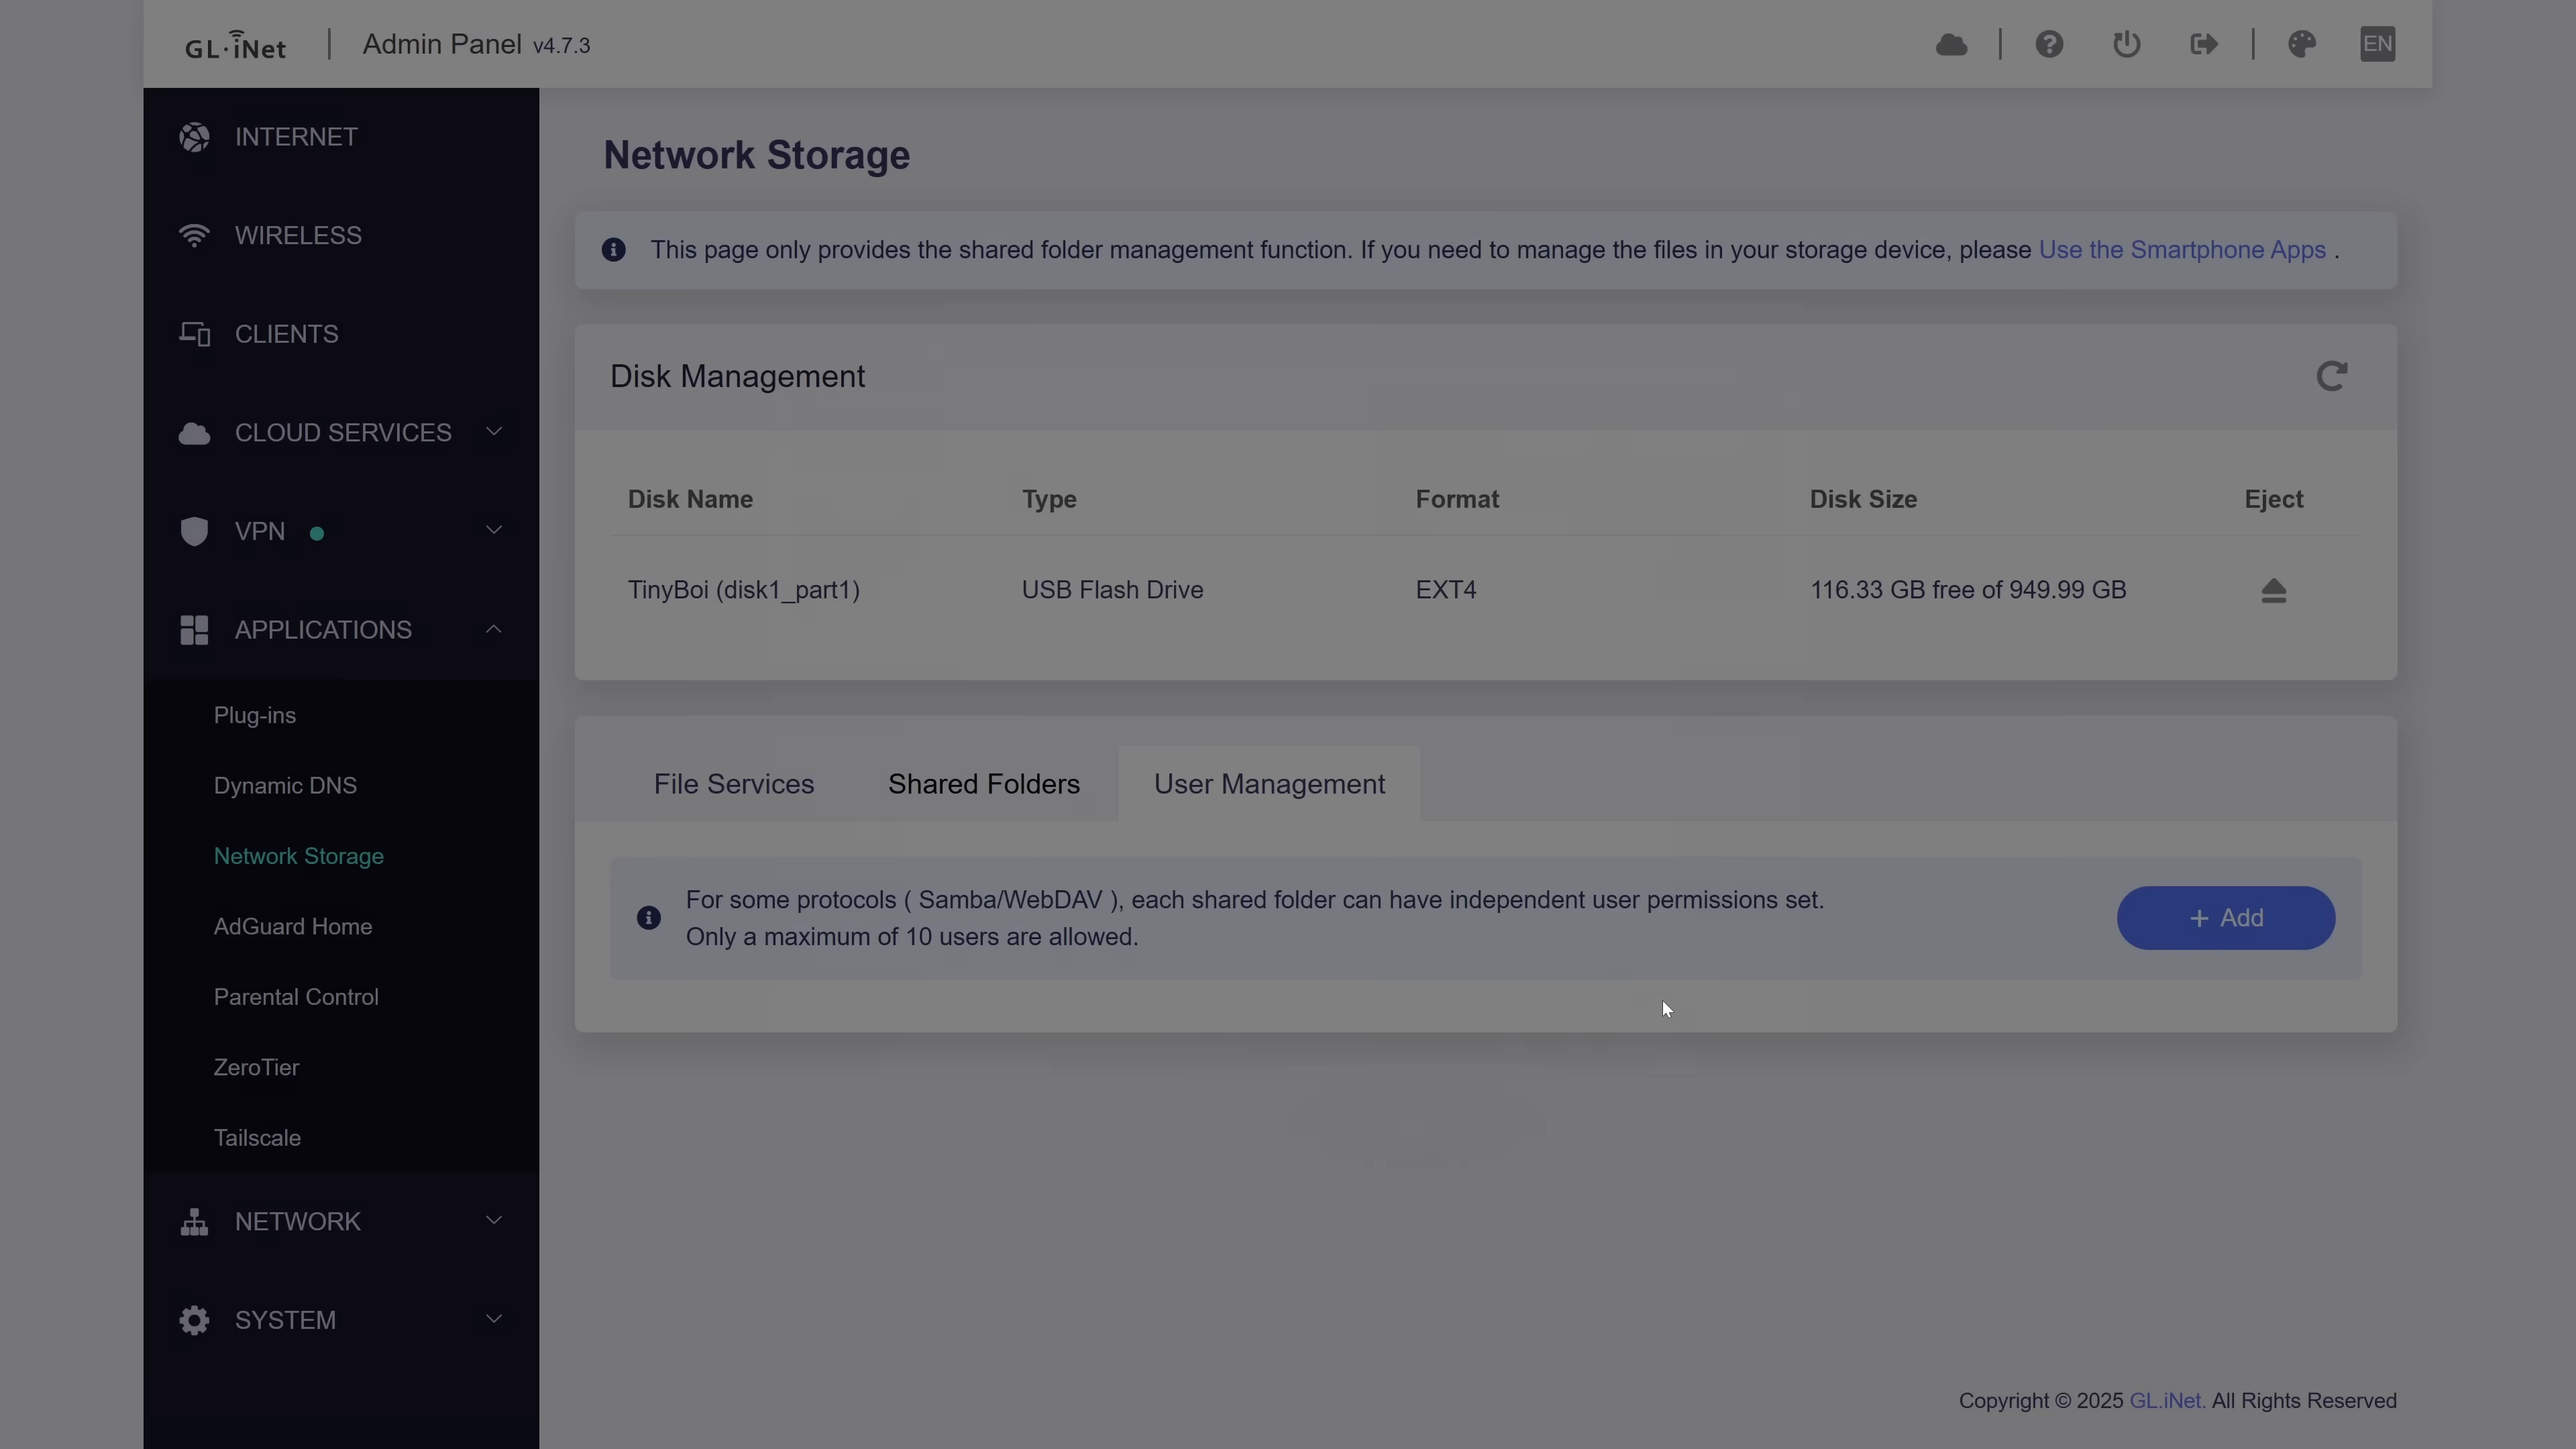 GL·iNet | Admin Panel v4.7.3
EN
INTERNET
WIRELESS
CLIENTS
CLOUD SERVICES
VPN
APPLICATIONS
Plug-ins
Dynamic DNS
Network Storage
AdGuard Home
Parental Control
ZeroTier
Tailscale
NETWORK
SYSTEM
Network Storage
This page only provides the shared folder management function. If you need to manage the files in your storage device, please Use the Smartphone Apps .
Disk Management
Disk Name Type Format Disk Size Eject
TinyBoi (disk1_part1) USB Flash Drive EXT4 116.33 GB free of 949.99 GB
File Services Shared Folders User Management
For some protocols ( Samba/WebDAV ), each shared folder can have independent user permissions set.
Only a maximum of 10 users are allowed.
+ Add
Copyright © 2025 GL.iNet. All Rights Reserved